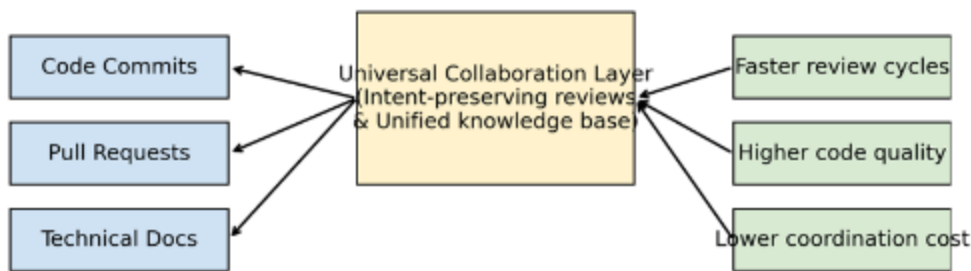 Code Commits
Pull Requests
Technical Docs
Universal Collaboration Layer
(Intent-preserving reviews
& Unified knowledge base)
Faster review cycles
Higher code quality
Lower coordination cost